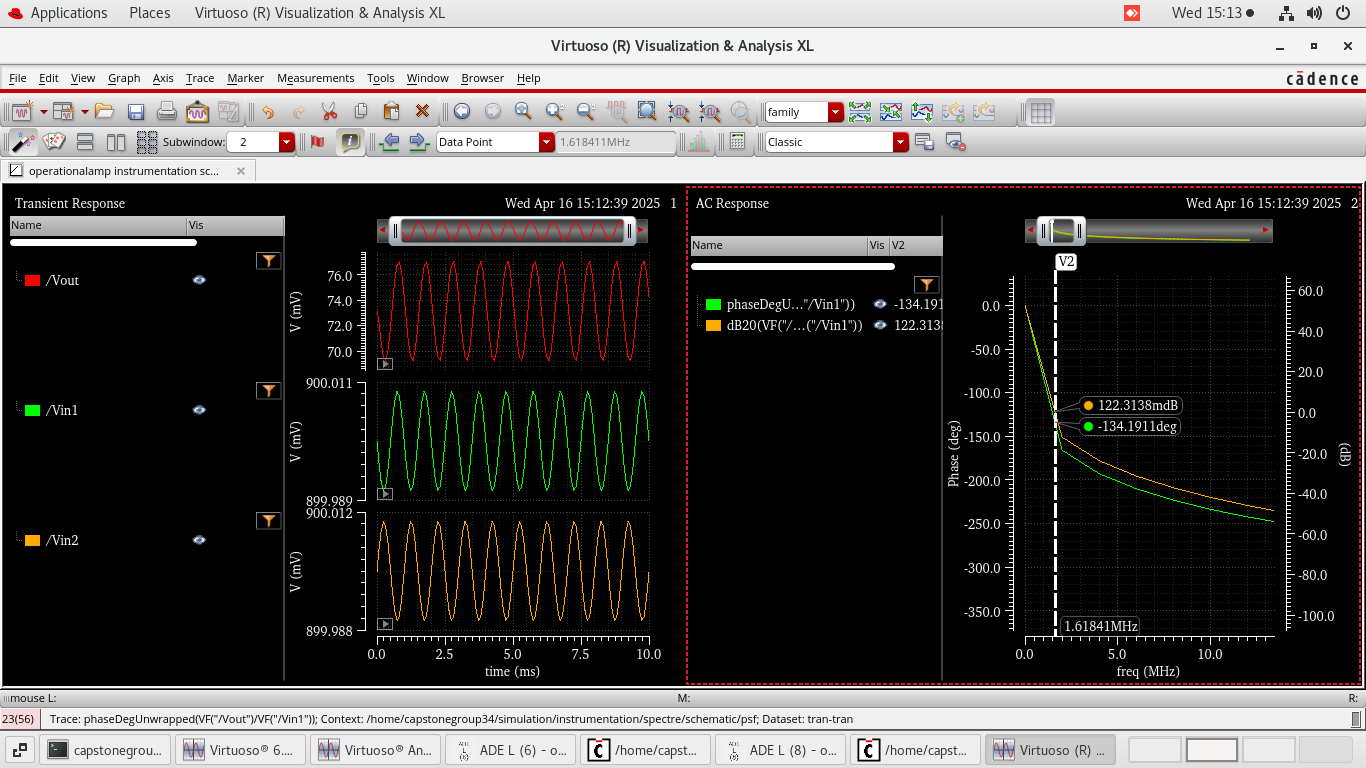 Applications Places Virtuoso (R) Visualization & Analysis XL Wed 15:13
Virtuoso (R) Visualization & Analysis XL
File Edit View Graph Axis Trace Marker Measurements Tools Window Browser Help
cādence
family
Subwindow: 2 Data Point 1.618411MHz Classic
operationalamp instrumentation sc...
Transient Response Wed Apr 16 15:12:39 2025 1
Name Vis
/Vout
/Vin1
/Vin2
V (mV)
76.0
74.0
72.0
70.0
V (mV)
900.011
899.989
V (mV)
900.012
899.988
0.0 2.5 5.0 7.5 10.0
time (ms)
AC Response Wed Apr 16 15:12:39 2025 2
Name Vis V2
phaseDegU..."/Vin1")) -134.191
dB20(VF("/...("/Vin1")) 122.3138
V2
Phase (deg)
0.0
-50.0
-100.0
-150.0
-200.0
-250.0
-300.0
-350.0
122.3138mdB
-134.1911deg
1.61841MHz
60.0
40.0
20.0
0.0
-20.0
-40.0
-60.0
-80.0
-100.0
(dB)
0.0 5.0 10.0
freq (MHz)
mouse L: M: R:
23(56) Trace: phaseDegUnwrapped(VF("/Vout")/VF("/Vin1")); Context: /home/capstonegroup34/simulation/instrumentation/spectre/schematic/psf; Dataset: tran-tran
capstonegrou... Virtuoso® 6.... Virtuoso® An... ADE L (6) - o... /home/capst... ADE L (8) - o... /home/capst... Virtuoso (R) ...